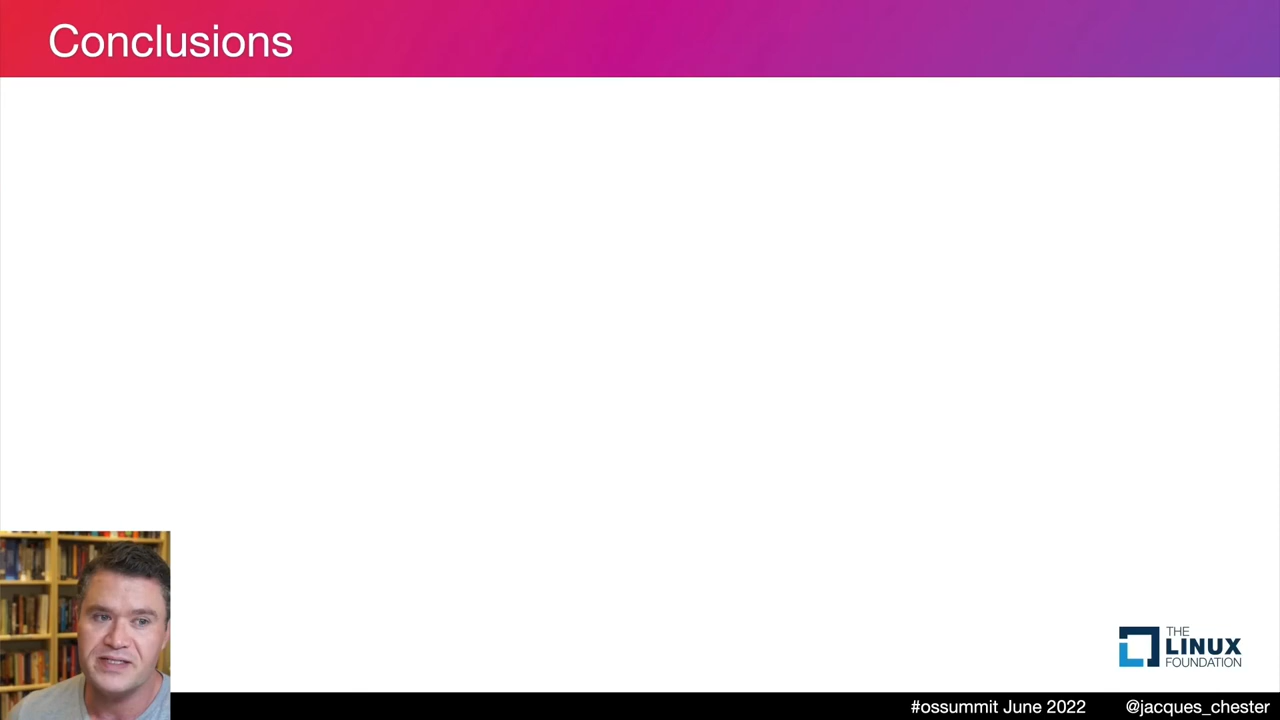 Conclusions
THE
LINUX
FOUNDATION
#ossummit June 2022
@jacques_chester